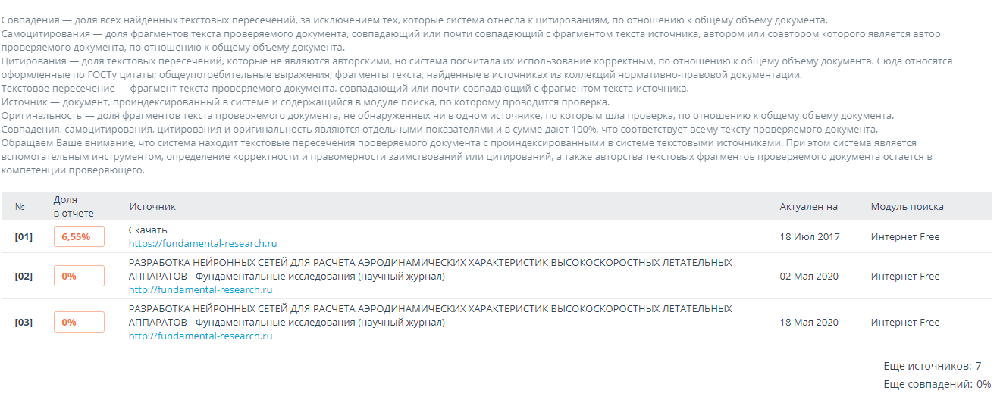 Совпадения — доля всех найденных текстовых пересечений, за исключением тех, которые система отнесла к цитированиям, по отношению к общему объему документа.
Самоцитирования — доля фрагментов текста проверяемого документа, совпадающий или почти совпадающий с фрагментом текста источника, автором или соавтором которого является автор
проверяемого документа, по отношению к общему объему документа.
Цитирования — доля текстовых пересечений, которые не являются авторскими, но система посчитала их использование корректным, по отношению к общему объему документа. Сюда относятся
оформленные по ГОСТу цитаты; общеупотребительные выражения; фрагменты текста, найденные в источниках из коллекций нормативно-правовой документации.
Текстовое пересечение — фрагмент текста проверяемого документа, совпадающий или почти совпадающий с фрагментом текста источника.
Источник — документ, проиндексированный в системе и содержащийся в модуле поиска, по которому проводится проверка.
Оригинальность — доля фрагментов текста проверяемого документа, не обнаруженных ни в одном источнике, по которым шла проверка, по отношению к общему объему документа.
Совпадения, самоцитирования, цитирования и оригинальность являются отдельными показателями и в сумме дают 100%, что соответствует всему тексту проверяемого документа.
Обращаем Ваше внимание, что система находит текстовые пересечения проверяемого документа с проиндексированными в системе текстовыми источниками. При этом система является
вспомогательным инструментом, определение корректности и правомерности заимствований или цитирований, а также авторства текстовых фрагментов проверяемого документа остается в
компетенции проверяющего.
№ Доля в отчете Источник Актуален на Модуль поиска
[01] 6,55% Скачать 18 Июл 2017 Интернет Free
https://fundamental-research.ru
[02] 0% РАЗРАБОТКА НЕЙРОННЫХ СЕТЕЙ ДЛЯ РАСЧЕТА АЭРОДИНАМИЧЕСКИХ ХАРАКТЕРИСТИК ВЫСОКОСКОРОСТНЫХ ЛЕТАТЕЛЬНЫХ
АППАРАТОВ - Фундаментальные исследования (научный журнал) 02 Мая 2020 Интернет Free
http://fundamental-research.ru
[03] 0% РАЗРАБОТКА НЕЙРОННЫХ СЕТЕЙ ДЛЯ РАСЧЕТА АЭРОДИНАМИЧЕСКИХ ХАРАКТЕРИСТИК ВЫСОКОСКОРОСТНЫХ ЛЕТАТЕЛЬНЫХ
АППАРАТОВ - Фундаментальные исследования (научный журнал) 18 Мая 2020 Интернет Free
http://fundamental-research.ru
Еще источников: 7
Еще совпадений: 0%